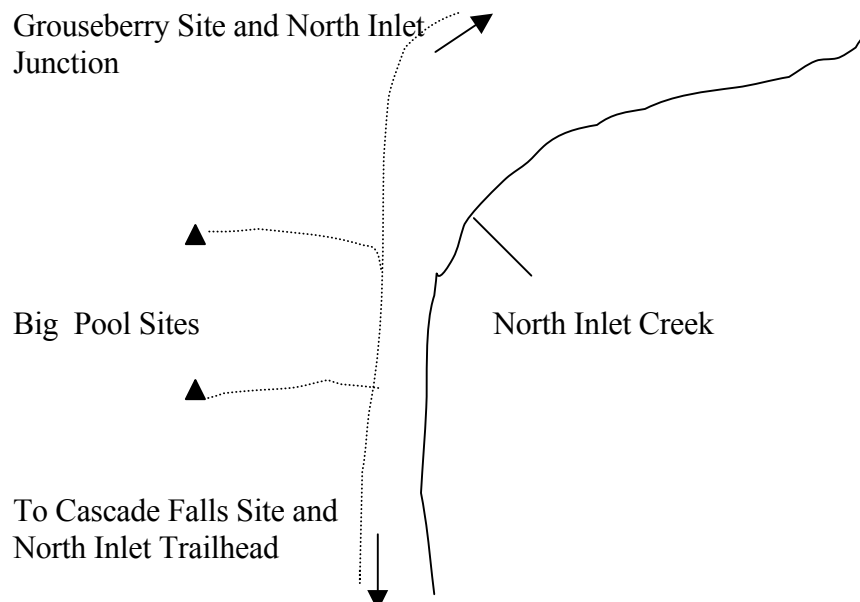 Grouseberry Site and North Inlet
Junction
Big Pool Sites
North Inlet Creek
To Cascade Falls Site and
North Inlet Trailhead